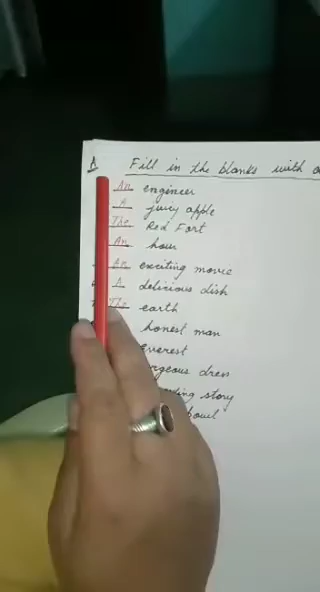 A Fill in the blanks with
An engineer
A juicy apple
The Red Fort
An hour
An exciting movie
A delicious dish
The earth
honest man
Everest
dress
story
bowl